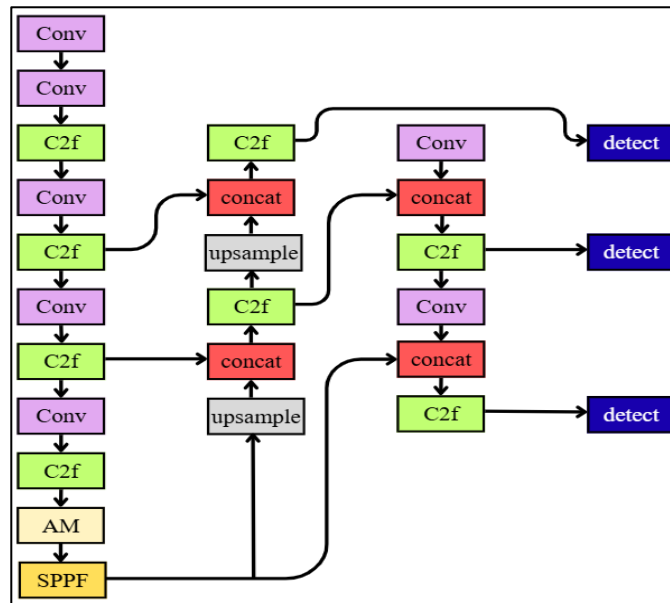 Conv
Conv
C2f
Conv
C2f
Conv
C2f
Conv
C2f
AM
SPPF
C2f
concat
upsample
C2f
concat
upsample
Conv
concat
C2f
Conv
concat
C2f
detect
detect
detect